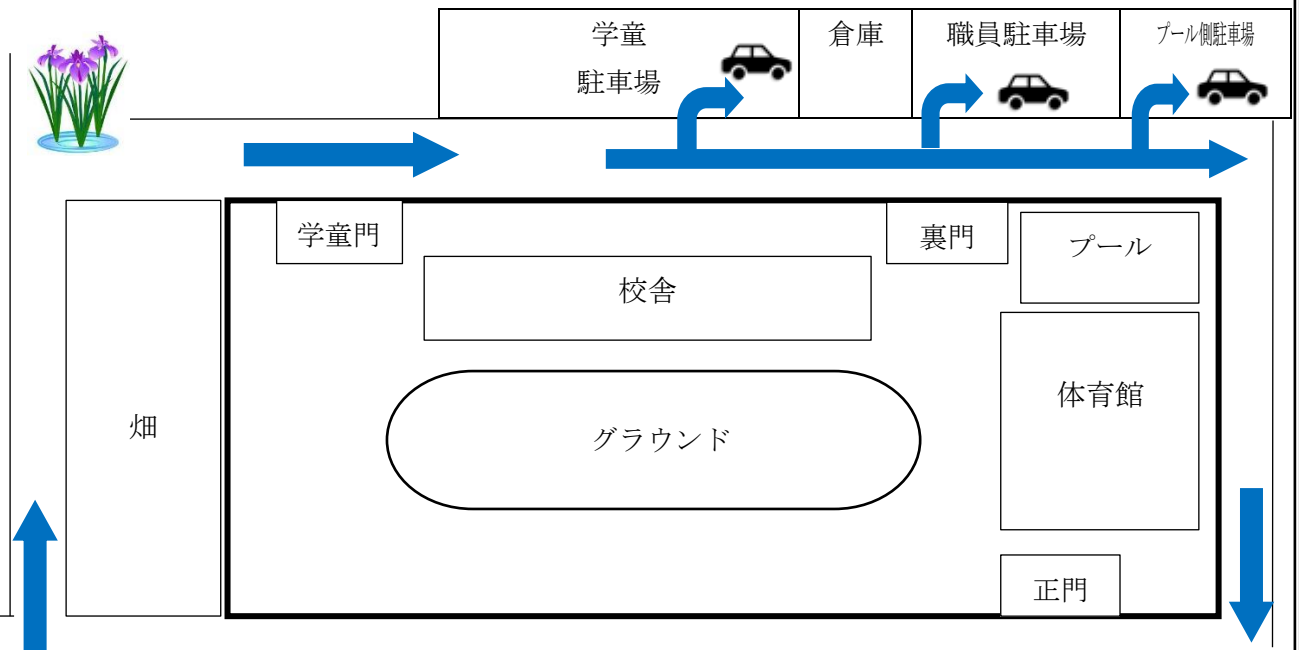 学童
駐車場
倉庫
職員駐車場
プール側駐車場
学童門
裏門
プール
校舎
体育館
畑
グラウンド
正門